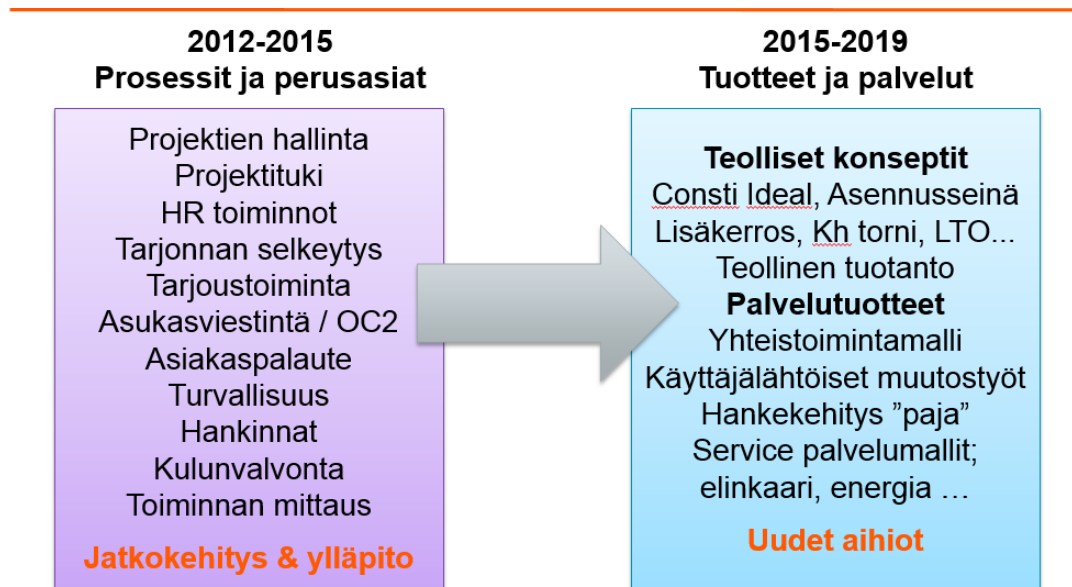 2012-2015
Prosessit ja perusasiat
Projektien hallinta
Projektituki
HR toiminnot
Tarjonnan selkeytys
Tarjoustoiminta
Asukasviestintä / OC2
Asiakaspalaute
Turvallisuus
Hankinnat
Kulunvalvonta
Toiminnan mittaus
Jatkokehitys & ylläpito
2015-2019
Tuotteet ja palvelut
Teolliset konseptit
Consti Ideal, Asennusseinä
Lisäkerros, Kh torni, LTO...
Teollinen tuotanto
Palvelutuotteet
Yhteistoimintamalli
Käyttäjälähtöiset muutostyöt
Hankekehitys ”paja”
Service palvelumallit;
elinkaari, energia …
Uudet aihiot